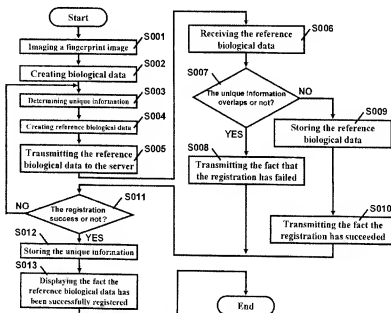 Start
S001
Imaging a fingerprint image
S002
Creating biological data
S003
Determining unique information
S004
Creating reference biological data
S005
Transmitting the reference
biological data to the server
S011
The registration
success or not?
NO
YES
S012
Storing the unique information
S013
Displaying the fact the
reference biological data has
been successfully registered
S006
Receiving the reference
biological data
S007
The unique information
overlaps or not?
NO
YES
S008
Transmitting the fact that
the registration has failed
S009
Storing the reference
biological data
S010
Transmitting the fact
the registration has succeeded
End